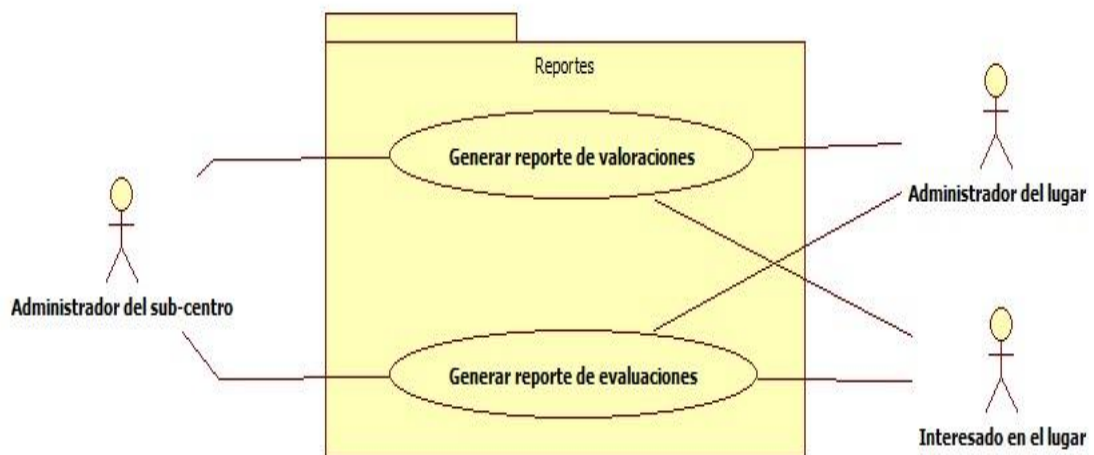 Reportes
Generar reporte de valoraciones
Administrador del lugar
Administrador del sub-centro
Generar reporte de evaluaciones
Interesado en el lugar